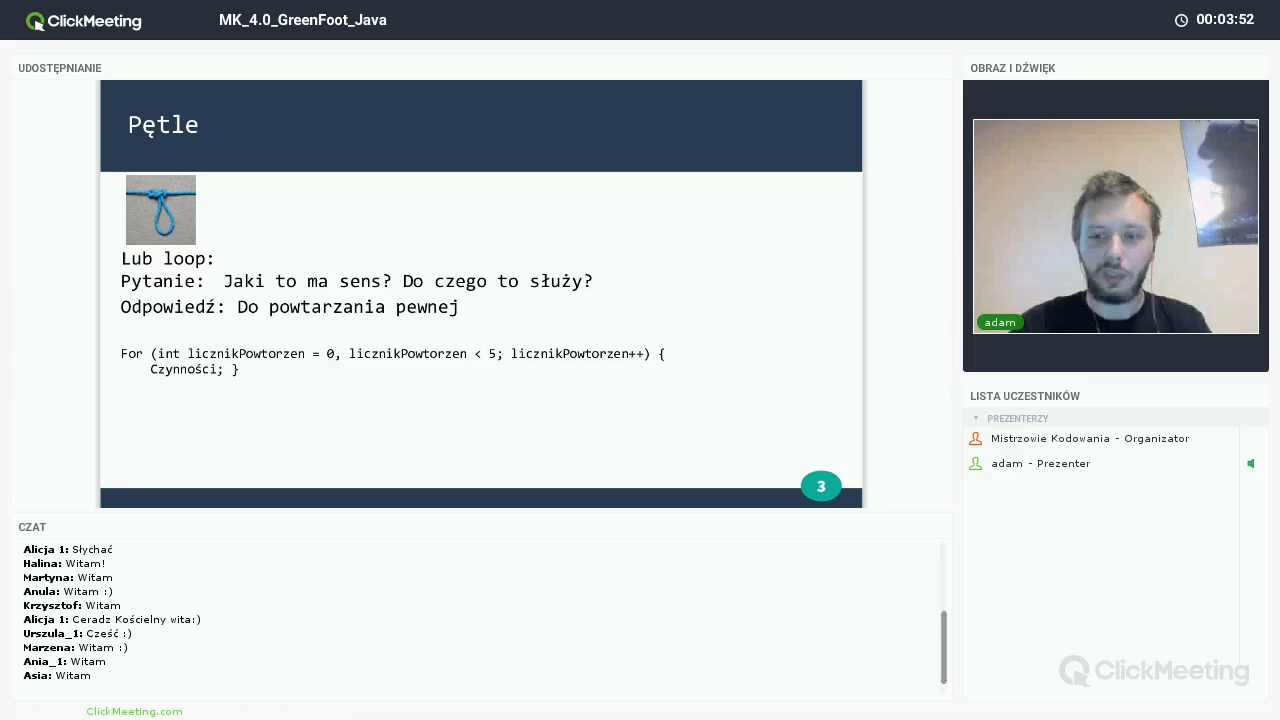 ClickMeeting
MK_4.0_GreenFoot_Java
00:03:52
UDOSTĘPNIANIE
Pętle
Lub loop:
Pytanie:  Jaki to ma sens? Do czego to służy?
Odpowiedź: Do powtarzania pewnej
For (int licznikPowtorzen = 0, licznikPowtorzen < 5; licznikPowtorzen++) {
Czynności; }
3
OBRAZ I DŹWIĘK
adam
LISTA UCZESTNIKÓW
PREZENTERZY
Mistrzowie Kodowania - Organizator
adam - Prezenter
CZAT
Alicja 1: Słychać
Halina: Witam!
Martyna: Witam
Anula: Witam :)
Krzysztof: Witam
Alicja 1: Ceradz Kościelny wita:)
Urszula_1: Cześć :)
Marzena: Witam :)
Ania_1: Witam
Asia: Witam
ClickMeeting
ClickMeeting.com